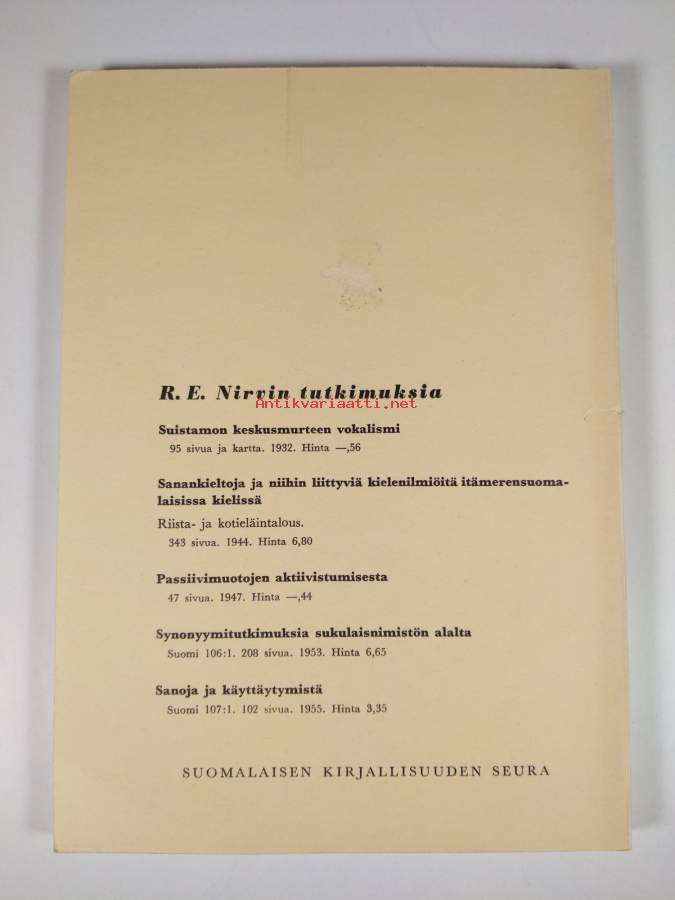 R. E. Nirvin tutkimuksia
Antikvariaatti.net
Suistamon keskusmurteen vokalismi
95 sivua ja kartta. 1932. Hinta —,56
Sanankieltoja ja niihin liittyviä kielenilmiöitä itämerensuoma-
laisissa kielissä
Riista- ja kotieläintalous.
343 sivua. 1944. Hinta 6,80
Passiivimuotojen aktiivistumisesta
47 sivua. 1947. Hinta —,44
Synonyymitutkimuksia sukulaisnimistön alalta
Suomi 106:1. 208 sivua. 1953. Hinta 6,65
Sanoja ja käyttäytymistä
Suomi 107:1. 102 sivua. 1955. Hinta 3,35
SUOMALAISEN KIRJALLISUUDEN SEURA